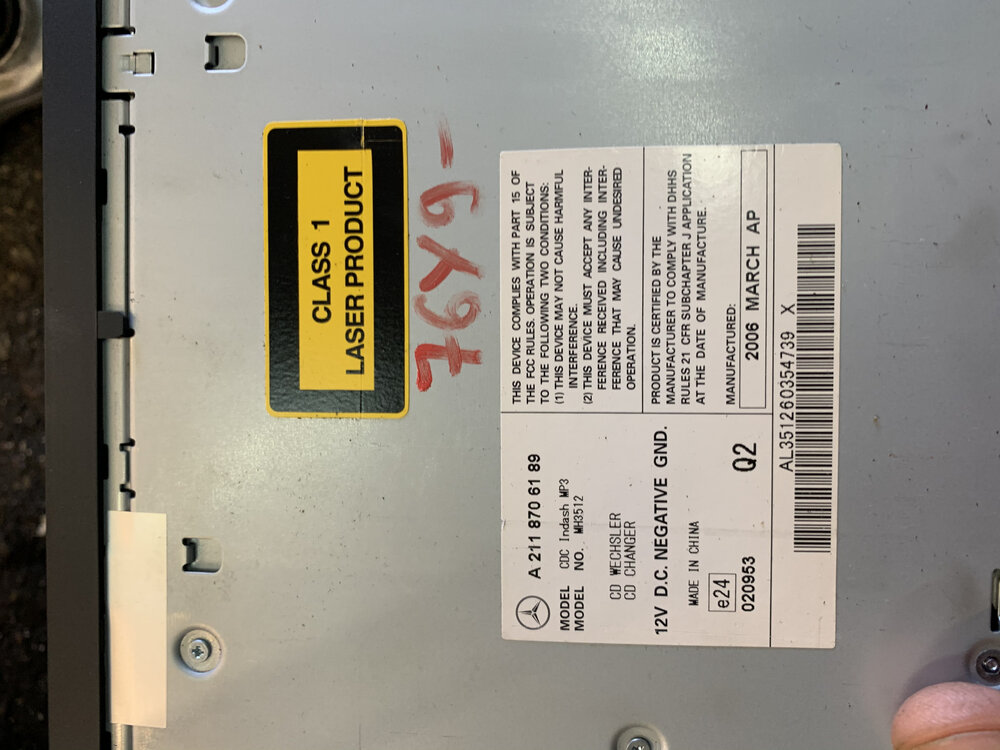 CLASS 1
LASER PRODUCT
76Y9-
A 211 870 61 89
MODEL CDC Indash MP3
MODEL NO. MH3512
CD WECHSLER
CD CHANGER
12V D.C. NEGATIVE GND.
MADE IN CHINA
e24
020953
Q2
THIS DEVICE COMPLIES WITH PART 15 OF
THE FCC RULES. OPERATION IS SUBJECT
TO THE FOLLOWING TWO CONDITIONS:
(1) THIS DEVICE MAY NOT CAUSE HARMFUL
INTERFERENCE.
(2) THIS DEVICE MUST ACCEPT ANY INTER-
FERENCE RECEIVED INCLUDING INTER-
FERENCE THAT MAY CAUSE UNDESIRED
OPERATION.
PRODUCT IS CERTIFIED BY THE
MANUFACTURER TO COMPLY WITH DHHS
RULES 21 CFR SUBCHAPTER J APPLICATION
AT THE DATE OF MANUFACTURE.
MANUFACTURED:
2006 MARCH AP
AL351260354739 X